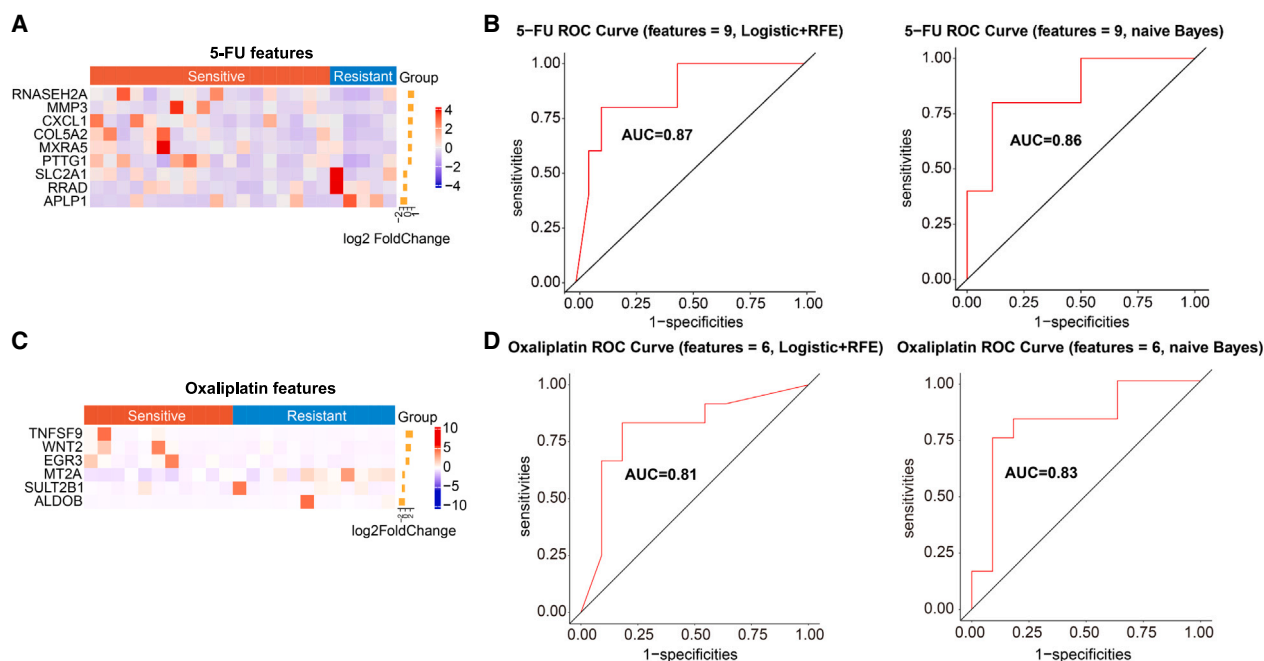 A
5-FU features
Sensitive
Resistant
Group
RNASEH2A
MMP3
CXCL1
COL5A2
MXRA5
PTTG1
SLC2A1
RRAD
APLP1
4
2
0
−2
−4
−2
0
1
log2 FoldChange
B
5−FU ROC Curve (features = 9, Logistic+RFE)
1.00
0.75
0.50
0.25
0.00
sensitivities
AUC=0.87
0.00 0.25 0.50 0.75 1.00
1−specificities
5−FU ROC Curve (features = 9, naive Bayes)
1.00
0.75
0.50
0.25
0.00
sensitivities
AUC=0.86
0.00 0.25 0.50 0.75 1.00
1−specificities
C
Oxaliplatin features
Sensitive
Resistant
Group
TNFSF9
WNT2
EGR3
MT2A
SULT2B1
ALDOB
10
5
0
−5
−10
−2
2
log2FoldChange
D
Oxaliplatin ROC Curve (features = 6, Logistic+RFE)
1.00
0.75
0.50
0.25
0.00
sensitivities
AUC=0.81
0.00 0.25 0.50 0.75 1.00
1−specificities
Oxaliplatin ROC Curve (features = 6, naive Bayes)
1.00
0.75
0.50
0.25
0.00
sensitivities
AUC=0.83
0.00 0.25 0.50 0.75 1.00
1−specificities